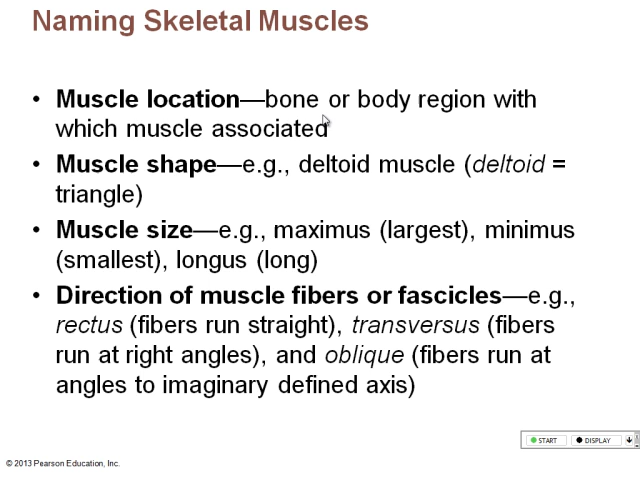 Naming Skeletal Muscles
• Muscle location—bone or body region with
which muscle associated
• Muscle shape—e.g., deltoid muscle (deltoid =
triangle)
• Muscle size—e.g., maximus (largest), minimus
(smallest), longus (long)
• Direction of muscle fibers or fascicles—e.g.,
rectus (fibers run straight), transversus (fibers
run at right angles), and oblique (fibers run at
angles to imaginary defined axis)
START DISPLAY
© 2013 Pearson Education, Inc.